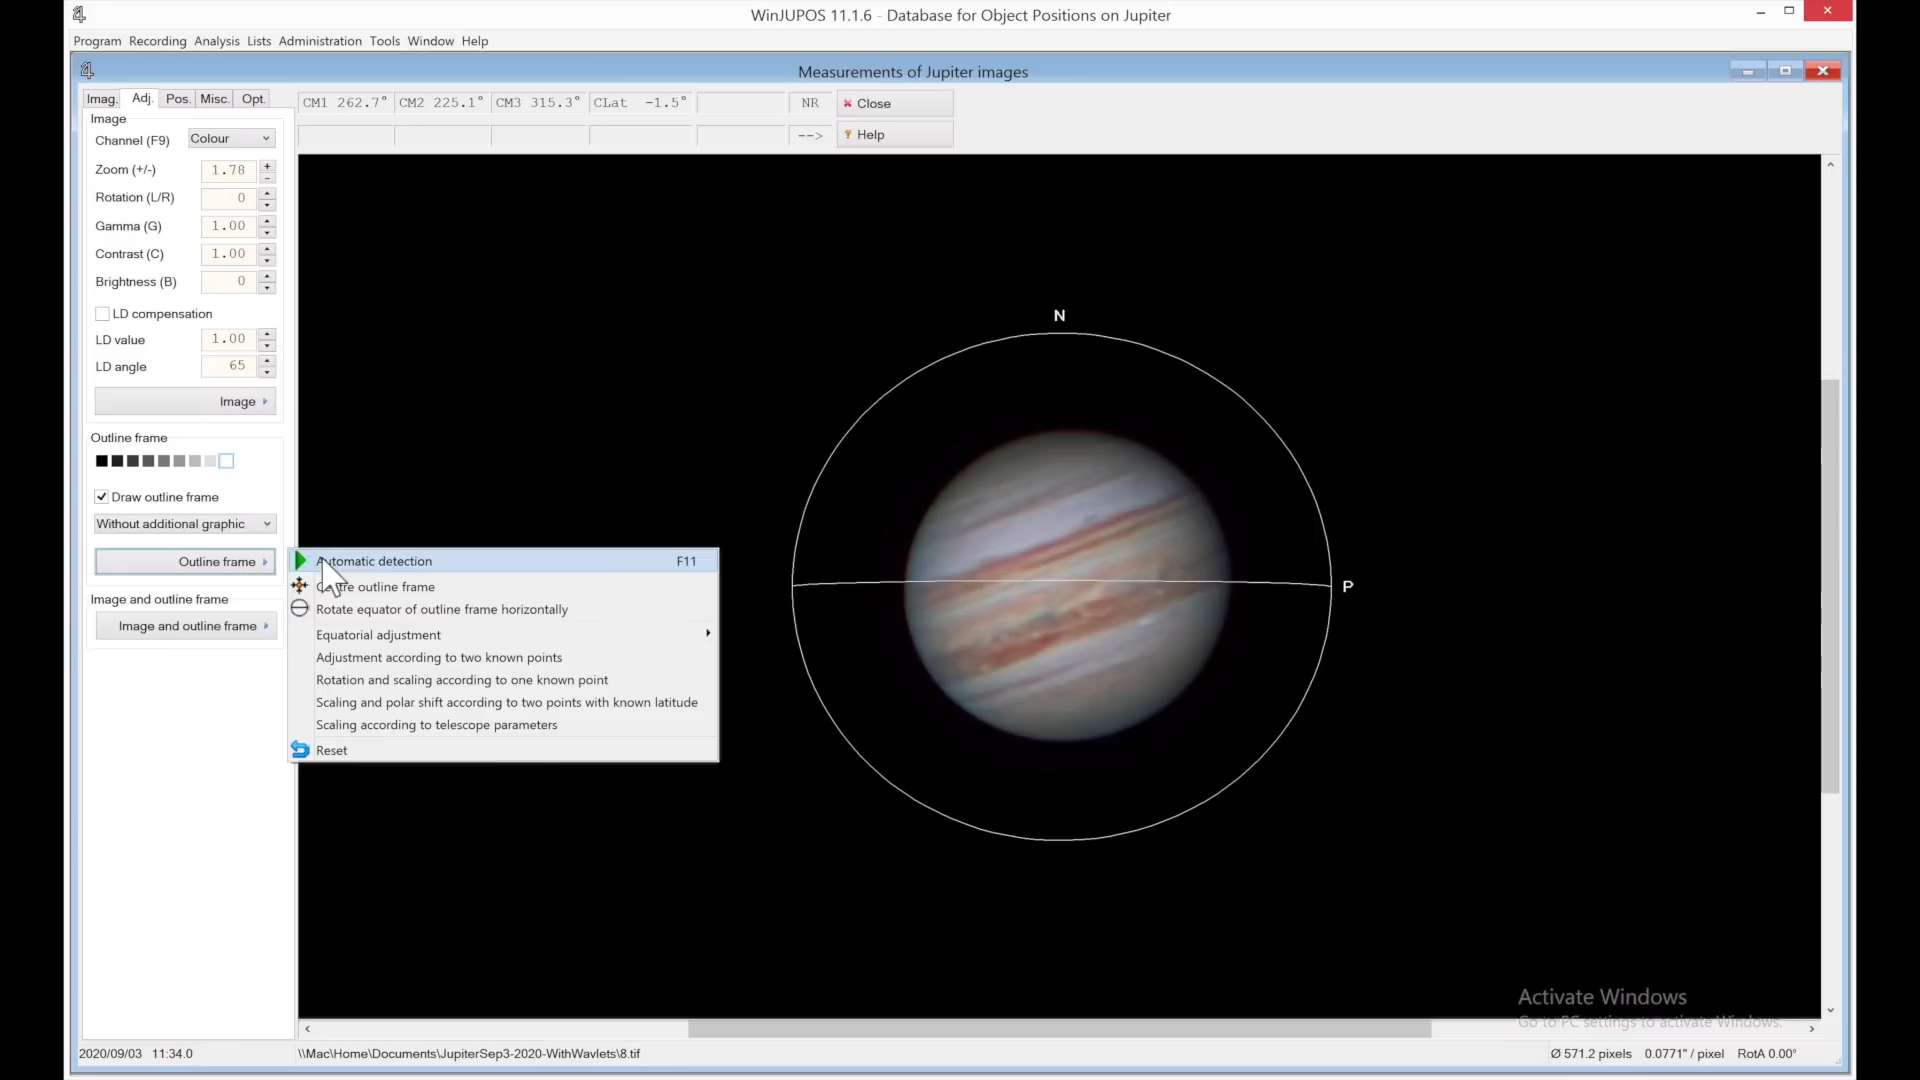 WinJUPOS 11.1.6 - Database for Object Positions on Jupiter
Program Recording Analysis Lists Administration Tools Window Help
Measurements of Jupiter images
Imag. Adj. Pos. Misc. Opt.
CM1 262.7° CM2 225.1° CM3 315.3° CLat -1.5° NR Close
--> Help
Image
Channel (F9) Colour
Zoom (+/-) 1.78
Rotation (L/R) 0
Gamma (G) 1.00
Contrast (C) 1.00
Brightness (B) 0
LD compensation
LD value 1.00
LD angle 65
Image
Outline frame
Draw outline frame
Without additional graphic
Outline frame
Image and outline frame
Image and outline frame
Automatic detection F11
Centre outline frame
Rotate equator of outline frame horizontally
Equatorial adjustment
Adjustment according to two known points
Rotation and scaling according to one known point
Scaling and polar shift according to two points with known latitude
Scaling according to telescope parameters
Reset
N
P
Activate Windows
Go to PC settings to activate Windows.
2020/09/03 11:34.0 \\Mac\Home\Documents\JupiterSep3-2020-WithWavlets\8.tif Ø 571.2 pixels 0.0771" / pixel RotA 0.00°